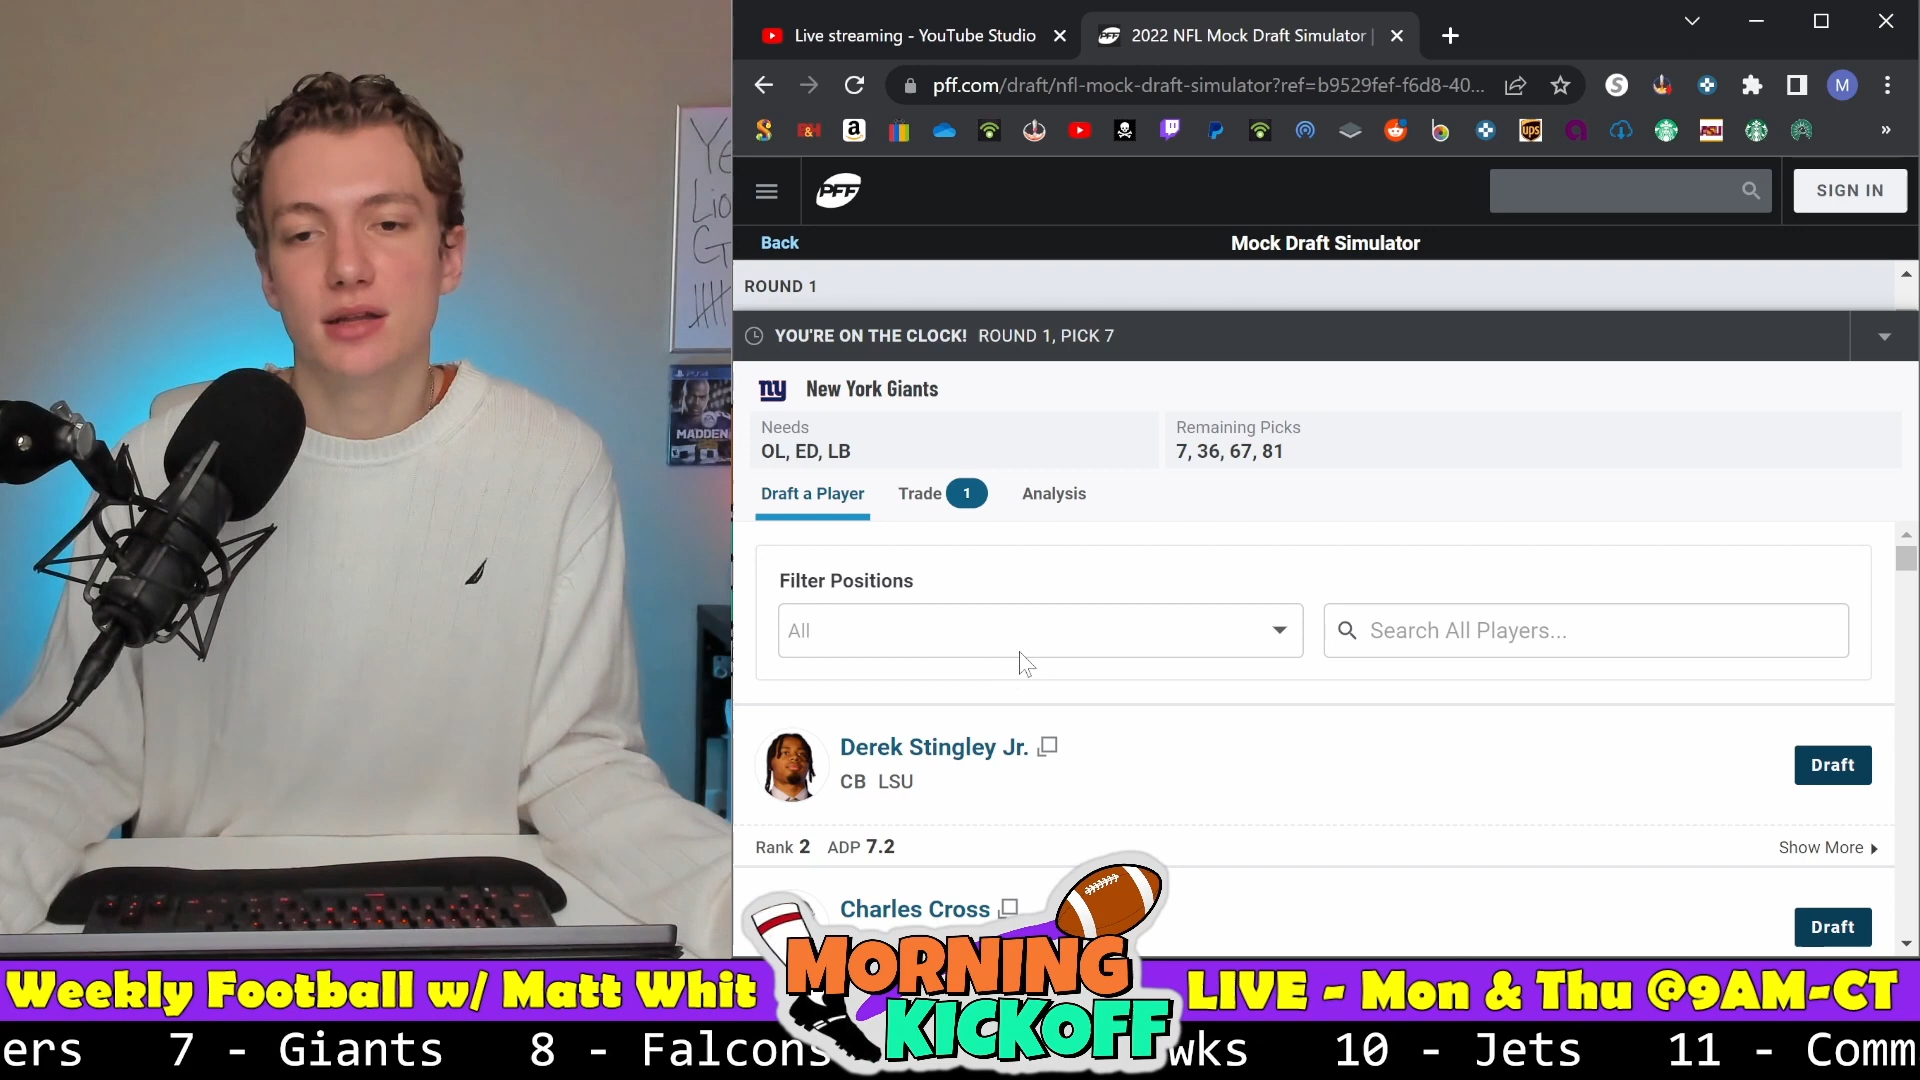 Live streaming - YouTube Studio
2022 NFL Mock Draft Simulator |
pff.com/draft/nfl-mock-draft-simulator?ref=b9529fef-f6d8-40...
M
PFF
SIGN IN
Back
Mock Draft Simulator
ROUND 1
YOU'RE ON THE CLOCK! ROUND 1, PICK 7
ny New York Giants
Needs
OL, ED, LB
Remaining Picks
7, 36, 67, 81
Draft a Player
Trade 1
Analysis
Filter Positions
All
Search All Players...
Derek Stingley Jr.
CB LSU
Draft
Rank 2 ADP 7.2
Show More
Charles Cross
Draft
MADDEN
Weekly Football w/ Matt Whit
MORNING
KICKOFF
LIVE - Mon & Thu @9AM-CT
ers 7 - Giants 8 - Falcons wks 10 - Jets 11 - Comm